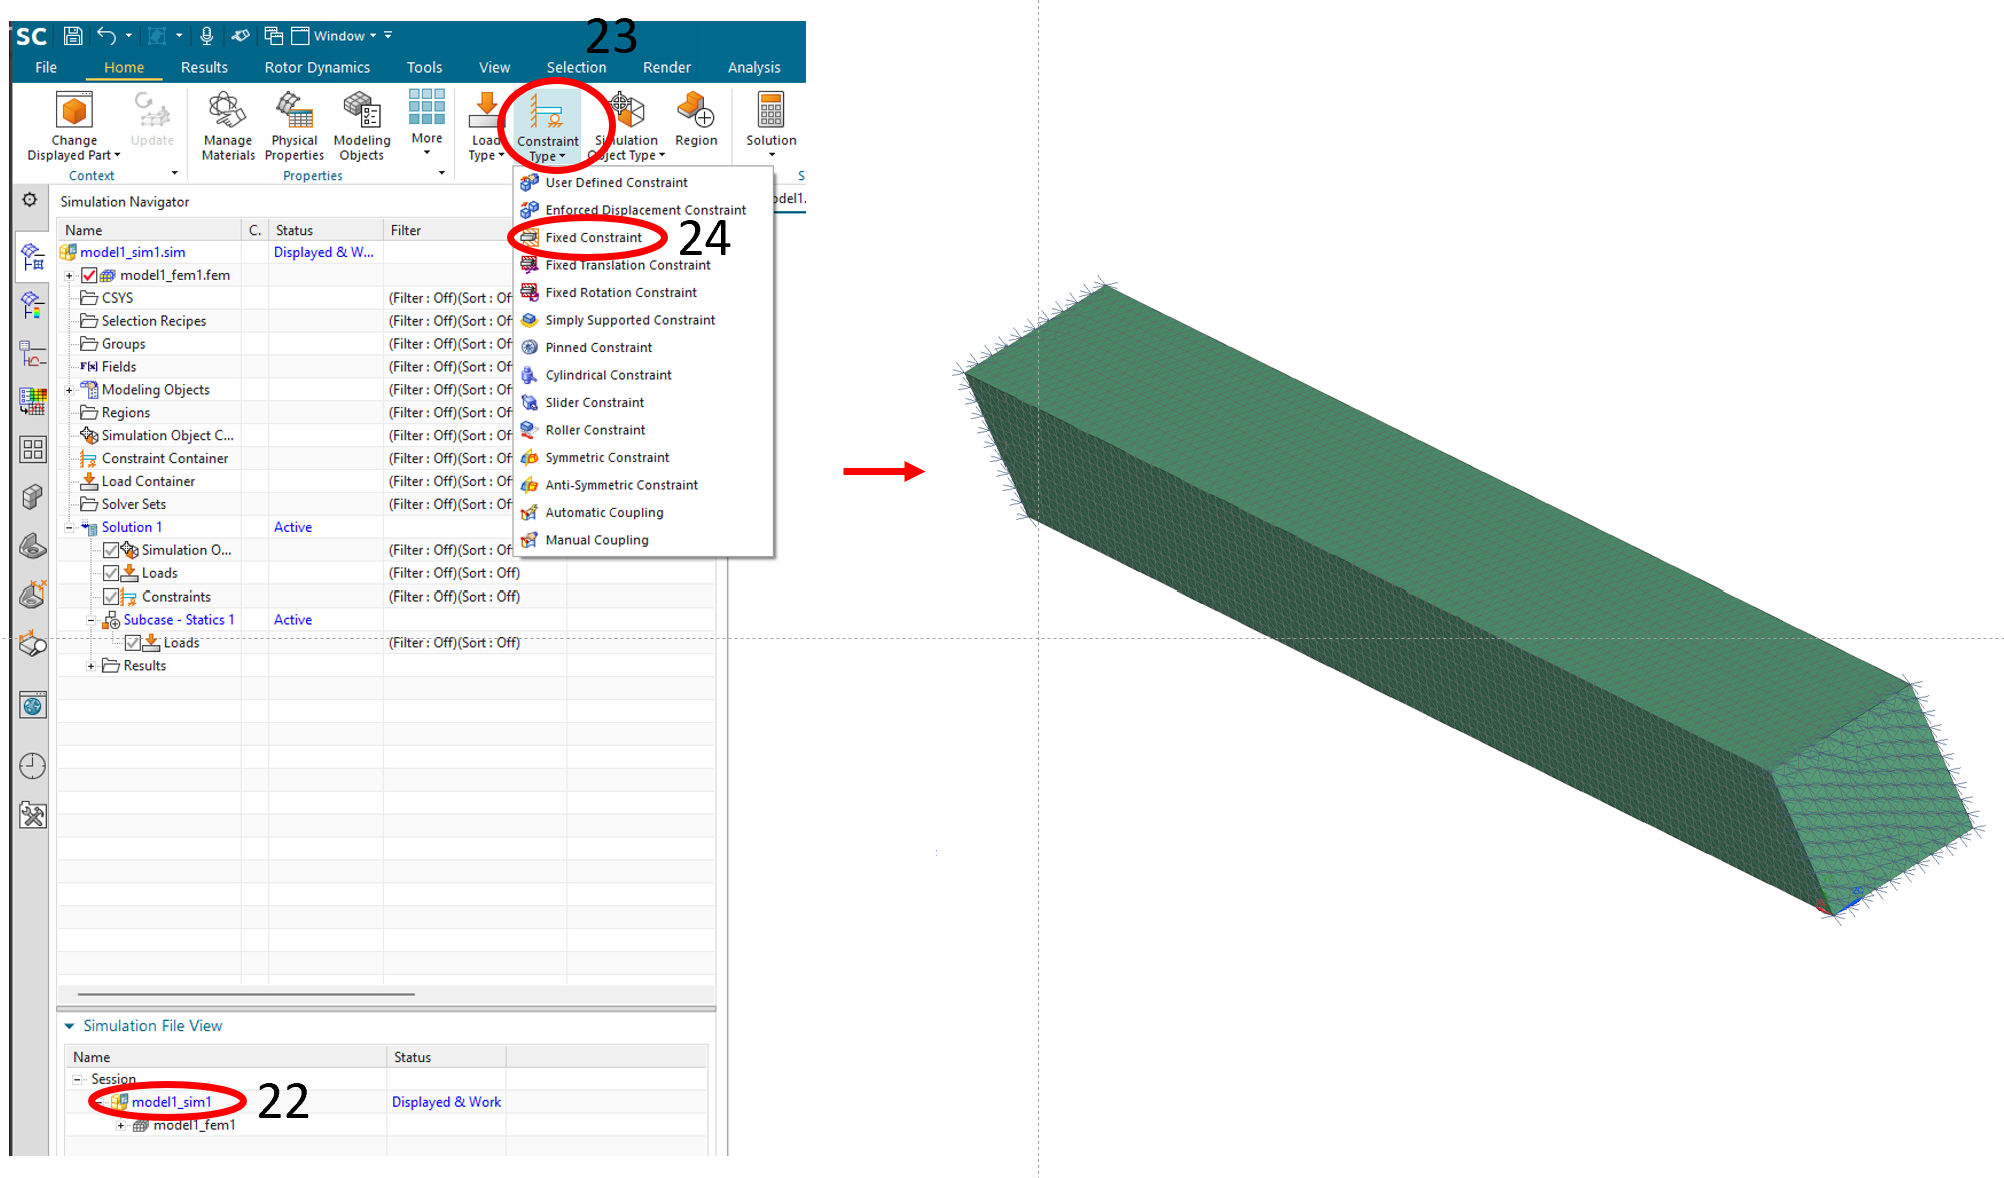 SC Window
23
File Home Results Rotor Dynamics Tools View Selection Render Analysis
Change Displayed Part
Update
Manage Materials
Physical Properties
Modeling Objects
More
Load Type
Constraint Type
Simulation Object Type
Region
Solution
Context
Properties
S
Simulation Navigator
odel1.
User Defined Constraint
Enforced Displacement Constraint
Fixed Constraint
24
Fixed Translation Constraint
Fixed Rotation Constraint
Simply Supported Constraint
Pinned Constraint
Cylindrical Constraint
Slider Constraint
Roller Constraint
Symmetric Constraint
Anti-Symmetric Constraint
Automatic Coupling
Manual Coupling
Name C. Status Filter
model1_sim1.sim Displayed & W...
model1_fem1.fem
CSYS (Filter : Off)(Sort : Of
Selection Recipes (Filter : Off)(Sort : Of
Groups (Filter : Off)(Sort : Of
F(x) Fields (Filter : Off)(Sort : Of
Modeling Objects (Filter : Off)(Sort : Of
Regions (Filter : Off)(Sort : Of
Simulation Object C... (Filter : Off)(Sort : Of
Constraint Container (Filter : Off)(Sort : Of
Load Container (Filter : Off)(Sort : Of
Solver Sets (Filter : Off)(Sort : Of
Solution 1 Active
Simulation O... (Filter : Off)(Sort : Of
Loads (Filter : Off)(Sort : Off)
Constraints (Filter : Off)(Sort : Off)
Subcase - Statics 1 Active
Loads (Filter : Off)(Sort : Off)
Results
Simulation File View
Name Status
Session
model1_sim1 Displayed & Work
22
model1_fem1